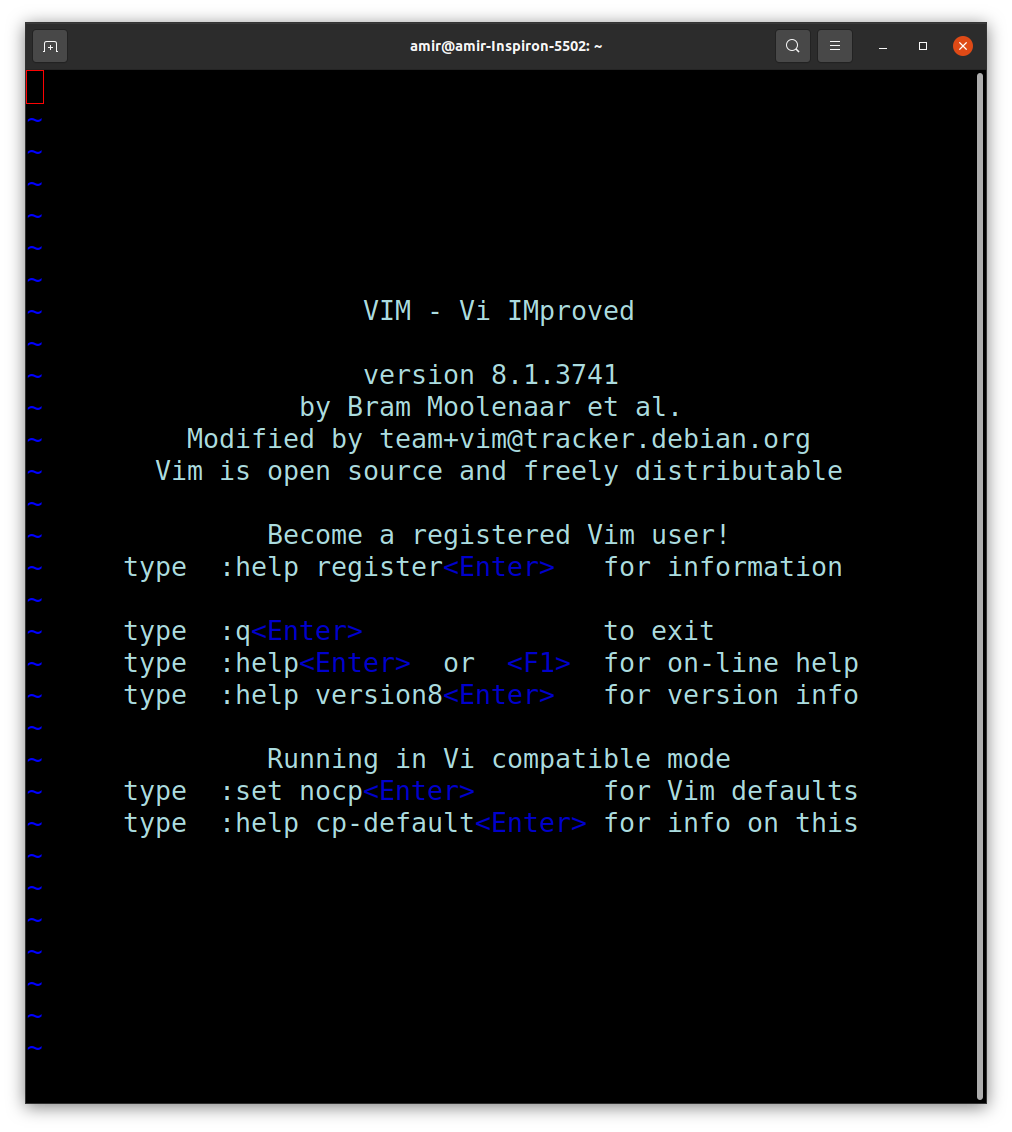 amir@amir-Inspiron-5502: ~
~
~
~
~
~
~
~ VIM - Vi IMproved
~
~ version 8.1.3741
~ by Bram Moolenaar et al.
~ Modified by team+vim@tracker.debian.org
~ Vim is open source and freely distributable
~
~ Become a registered Vim user!
~ type  :help register<Enter>   for information
~
~ type  :q<Enter>               to exit
~ type  :help<Enter>  or  <F1>  for on-line help
~ type  :help version8<Enter>   for version info
~
~ Running in Vi compatible mode
~ type  :set nocp<Enter>        for Vim defaults
~ type  :help cp-default<Enter> for info on this
~
~
~
~
~
~
~